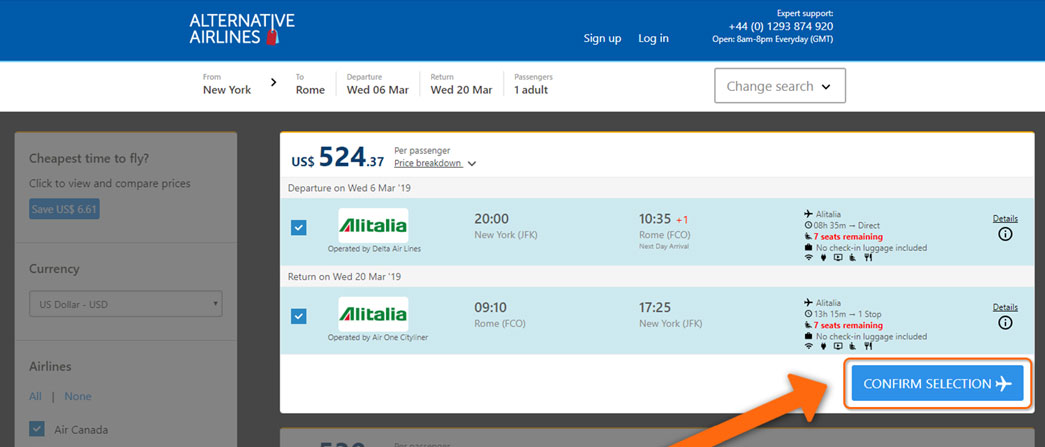 ALTERNATIVE
AIRLINES
Sign up
Log in
Expert support:
+44 (0) 1293 874 920
Open: 8am-8pm Everyday (GMT)
From
New York
To
Rome
Departure
Wed 06 Mar
Return
Wed 20 Mar
Passengers
1 adult
Change search
Cheapest time to fly?
Click to view and compare prices
Save US$ 6.61
Currency
US Dollar - USD
Airlines
All | None
Air Canada
US$ 524.37
Per passenger
Price breakdown
Departure on Wed 6 Mar '19
Alitalia
Operated by Delta Air Lines
20:00
New York (JFK)
10:35 +1
Rome (FCO)
Next Day Arrival
Alitalia
08h 35m → Direct
7 seats remaining
No check-in luggage included
Details
Return on Wed 20 Mar '19
Alitalia
Operated by Air One Cityliner
09:10
Rome (FCO)
17:25
New York (JFK)
Alitalia
13h 15m → 1 Stop
7 seats remaining
No check-in luggage included
Details
CONFIRM SELECTION
Per passenger